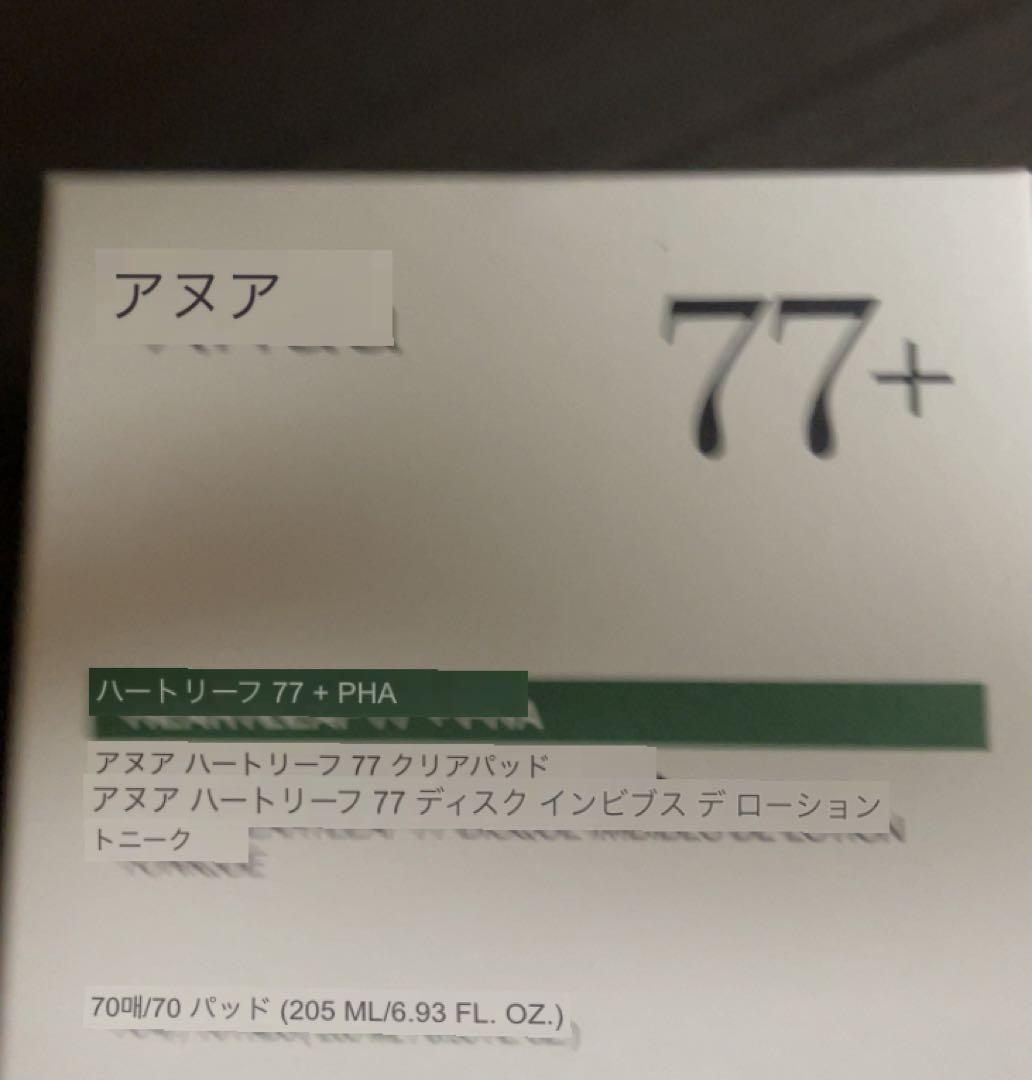 アヌア
77+
ハートリーフ 77 + PHA
アヌア ハートリーフ 77 クリアパッド
アヌア ハートリーフ 77 ディスク インビブス デ ローション
トニーク
70매/70 パッド (205 ML/6.93 FL. OZ.)